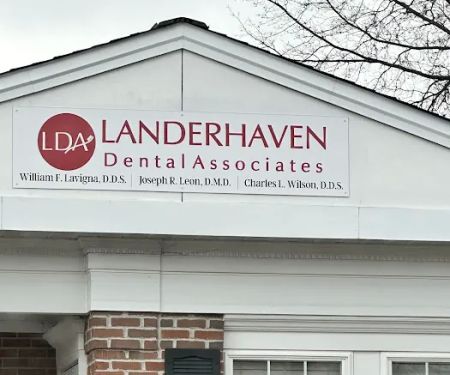 LDA
LANDERHAVEN
Dental Associates
William F. Lavigna, D.D.S. Joseph R. Leon, D.M.D. Charles L. Wilson, D.D.S.